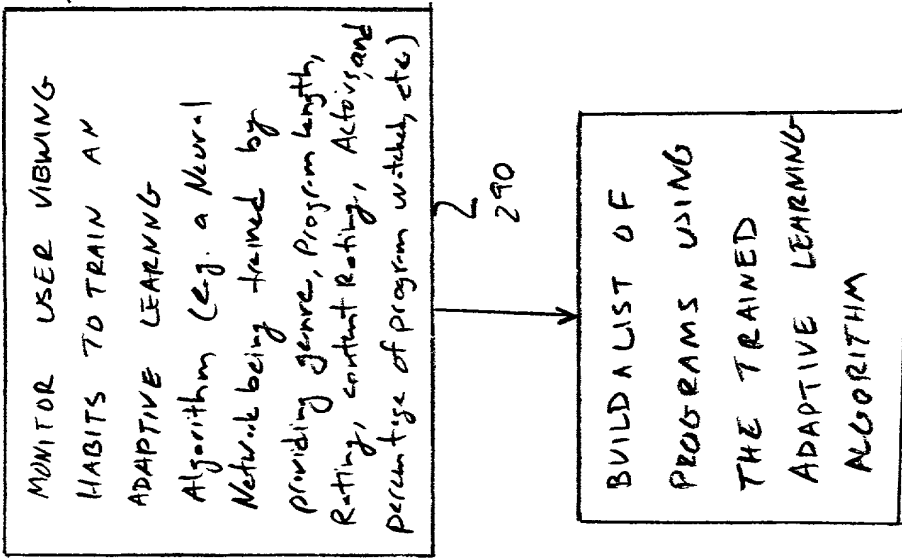 MONITOR USER VIEWING
HABITS TO TRAIN AN
ADAPTIVE LEARNNG
Algorithm (e.g. a Neural
Network being trained by
providing genre, Program length,
Rating, content Rating, Actors, and
percentage of program watched, etc)
290
BUILD A LIST OF
PROGRAMS USING
THE TRAINED
ADAPTIVE LEARNING
ALGORITHM